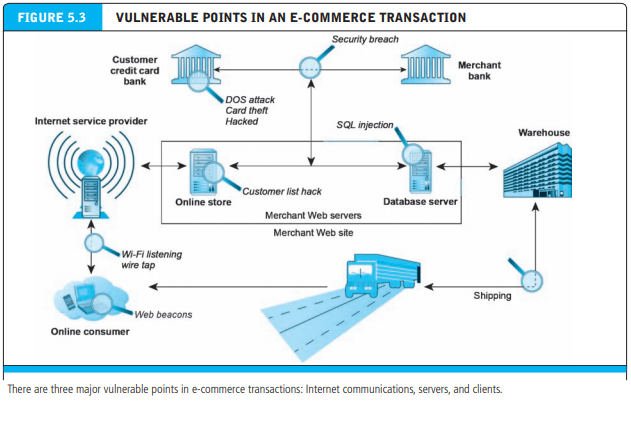 FIGURE 5.3
VULNERABLE POINTS IN AN E-COMMERCE TRANSACTION
Security breach
Customer
credit card
bank
Merchant
bank
DOS attack
Card theft
Hacked
Internet service provider
SQL injection
Warehouse
Customer list hack
Online store
Database server
Merchant Web servers
Merchant Web site
Wi-Fi listening
wire tap
Shipping
Web beacons
Online consumer
There are three major vulnerable points in e-commerce transactions: Internet communications, servers, and clients.